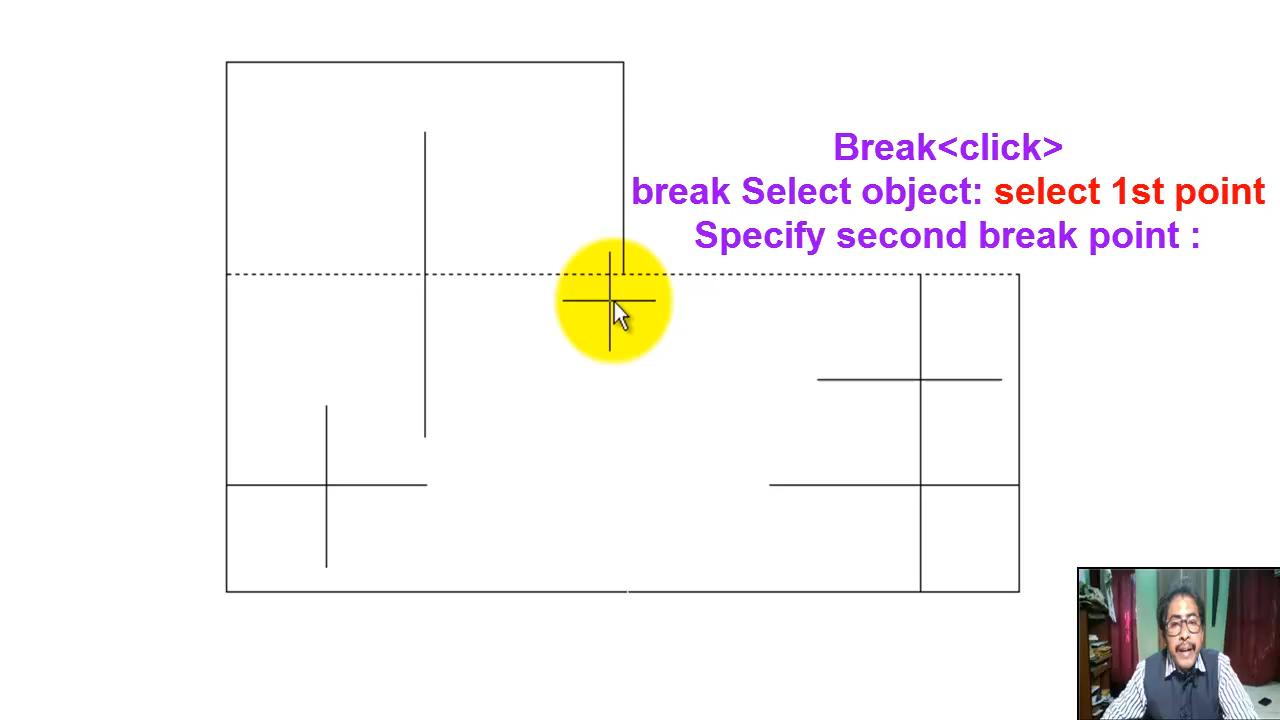 Break<click>
break Select object: select 1st point
Specify second break point :